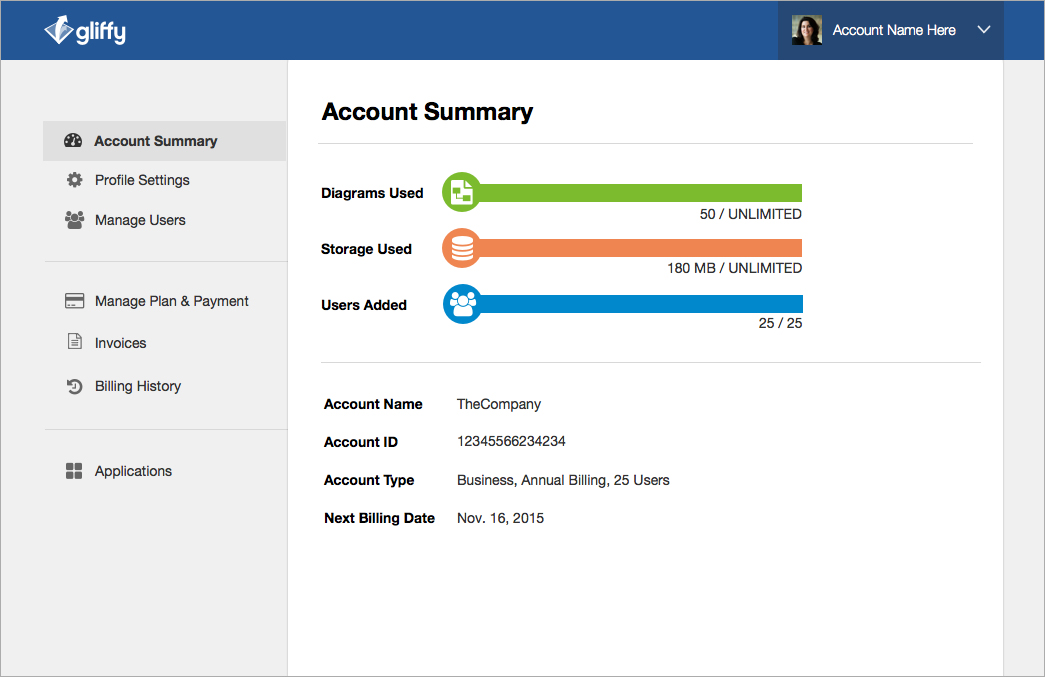 gliffy
Account Name Here
Account Summary
Profile Settings
Manage Users
Manage Plan & Payment
Invoices
Billing History
Applications
Account Summary
Diagrams Used
50 / UNLIMITED
Storage Used
180 MB / UNLIMITED
Users Added
25 / 25
Account Name TheCompany
Account ID 12345566234234
Account Type Business, Annual Billing, 25 Users
Next Billing Date Nov. 16, 2015